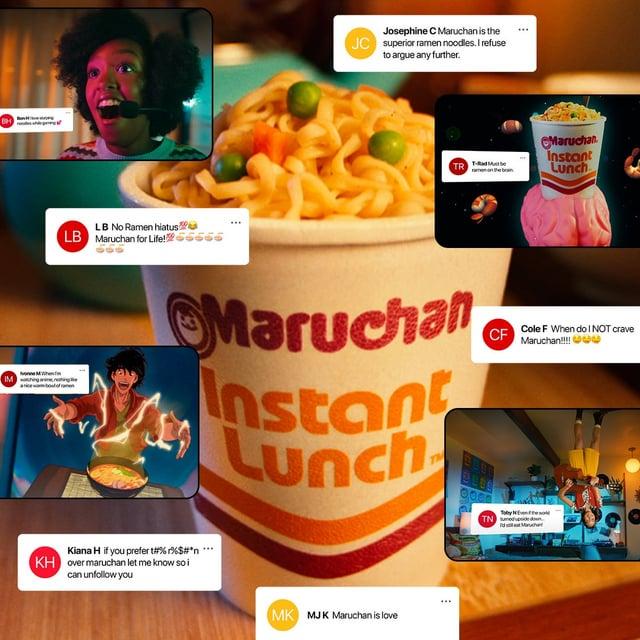 JC
Josephine C Maruchan is the
superior ramen noodles. I refuse
to argue any further.
BH
Ben H I love slurping
noodles while gaming 💕
TR
T-Rad Must be
ramen on the brain.
Maruchan.
Instant
Lunch
LB
L B No Ramen hiatus💯😂
Maruchan for Life!💯🍜🍜🍜🍜🍜
🍜🍜🍜
Maruchan
Instant
Lunch™
CF
Cole F When do I NOT crave
Maruchan!!!! 🤤🤤🤤
IM
Ivonne M When I'm
watching anime, nothing like
a nice warm bowl of ramen
TN
Toby N Even if the world
turned upside down...
I'd still eat Maruchan!
KH
Kiana H if you prefer t#% r%$#*n
over maruchan let me know so i
can unfollow you
MK
MJ K Maruchan is love